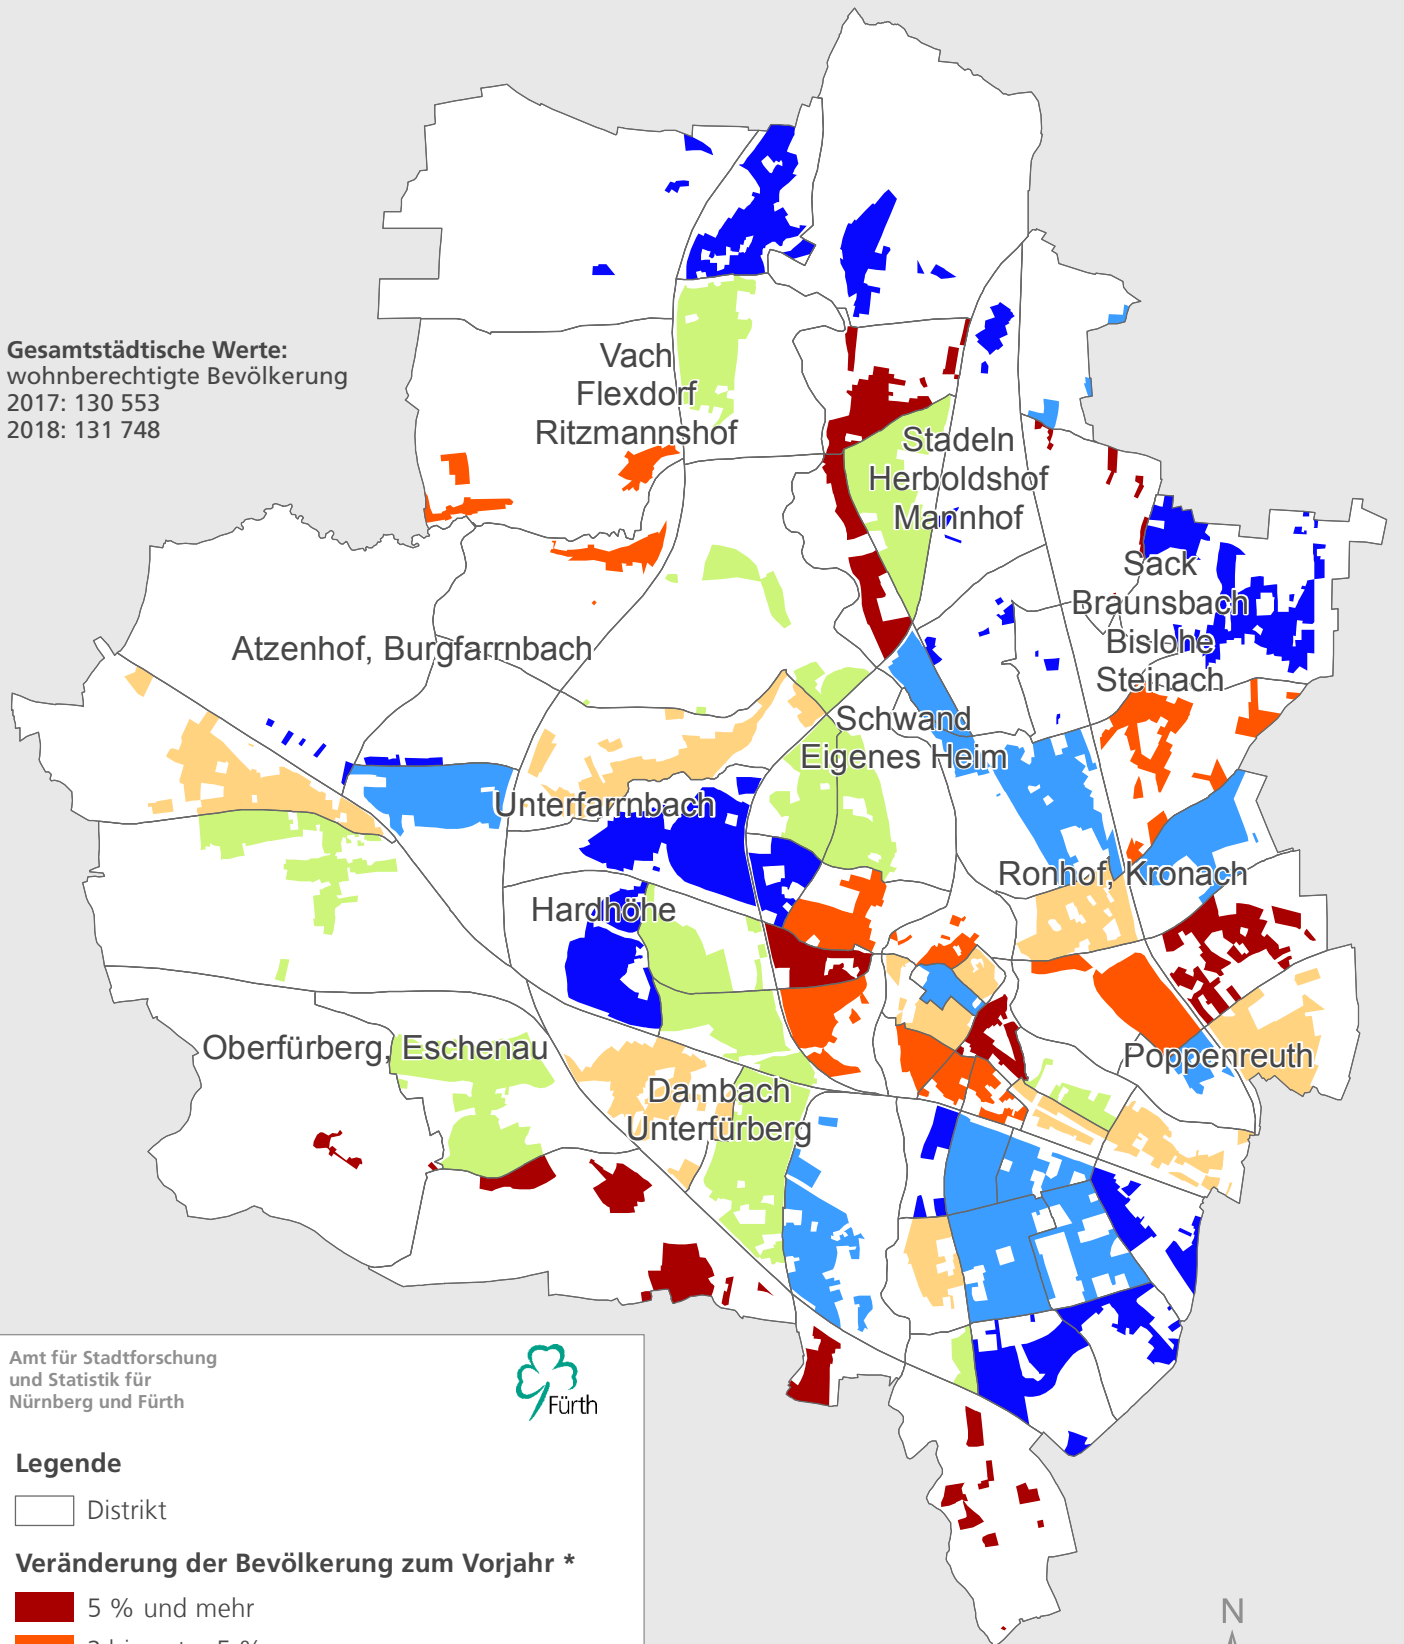 Gesamtstädtische Werte:
wohnberechtigte Bevölkerung
2017: 130 553
2018: 131 748
Vach
Flexdorf
Ritzmannshof
Stadeln
Herboldshof
Mannhof
Sack
Braunsbach
Bislohe
Steinach
Atzenhof, Burgfarrnbach
Schwand
Eigenes Heim
Unterfarrnbach
Ronhof, Kronach
Hardhöhe
Oberfürberg, Eschenau
Poppenreuth
Dambach
Unterfürberg
Amt für Stadtforschung
und Statistik für
Nürnberg und Fürth
Fürth
Legende
Distrikt
Veränderung der Bevölkerung zum Vorjahr *
5 % und mehr
N